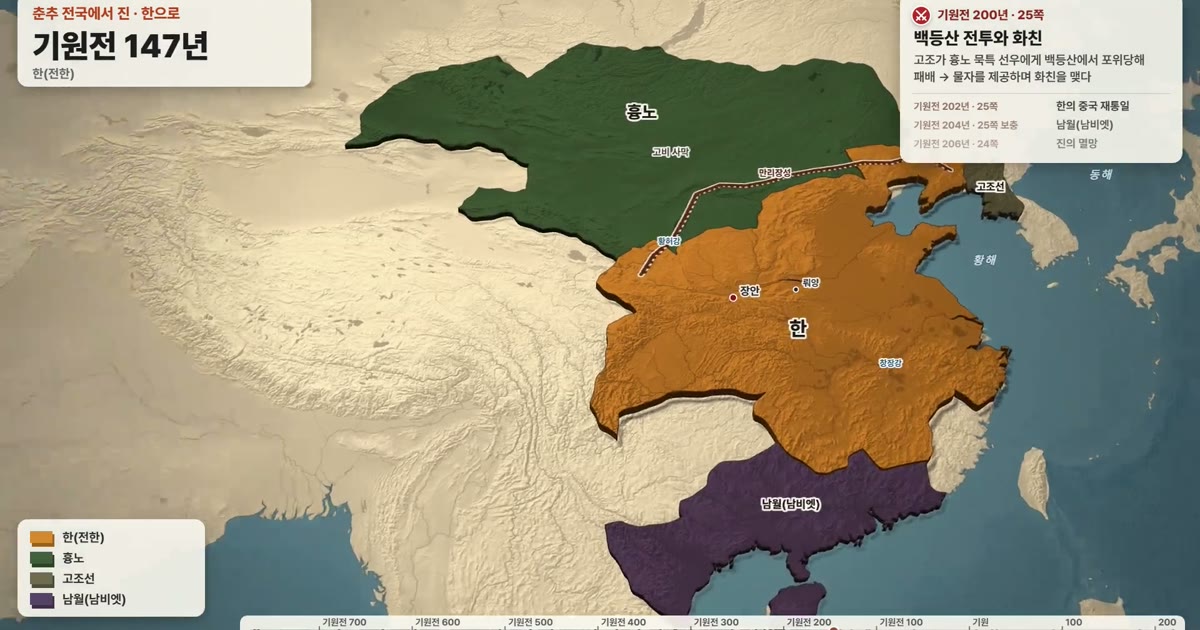 춘추 전국에서 진 · 한으로
기원전 147년
한(전한)
기원전 200년 · 25쪽
백등산 전투와 화친
고조가 흉노 묵특 선우에게 백등산에서 포위당해
패배 → 물자를 제공하며 화친을 맺다
기원전 202년 · 25쪽 한의 중국 재통일
기원전 204년 · 25쪽 보충 남월(남비엣)
기원전 206년 · 24쪽 진의 멸망
흉노
고비 사막
만리장성
고조선
동해
황허강
황해
장안
뤄양
한
창장강
남월(남비엣)
한(전한)
흉노
고조선
남월(남비엣)
기원전 700 기원전 600 기원전 500 기원전 400 기원전 300 기원전 200 기원전 100 기원 100 200